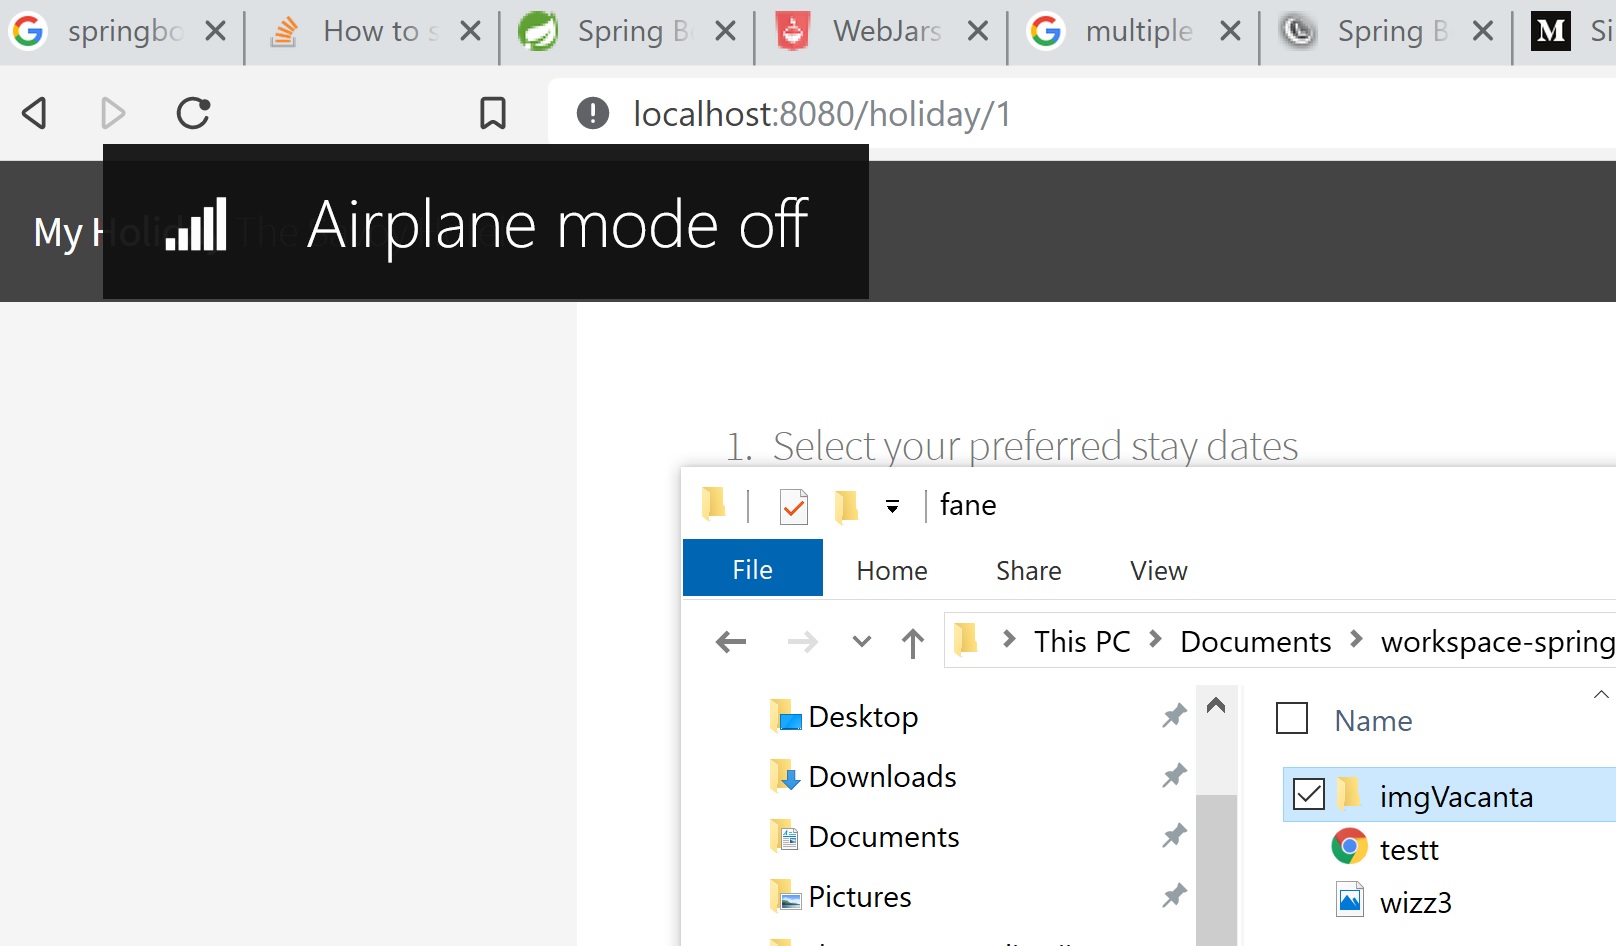 springbo
How to s
Spring B
WebJars
multiple
Spring B
M
Si
localhost:8080/holiday/1
My Holiday The
Airplane mode off
1. Select your preferred stay dates
fane
File
Home
Share
View
This PC
Documents
workspace-spring
Desktop
Name
Downloads
imgVacanta
Documents
testt
Pictures
wizz3